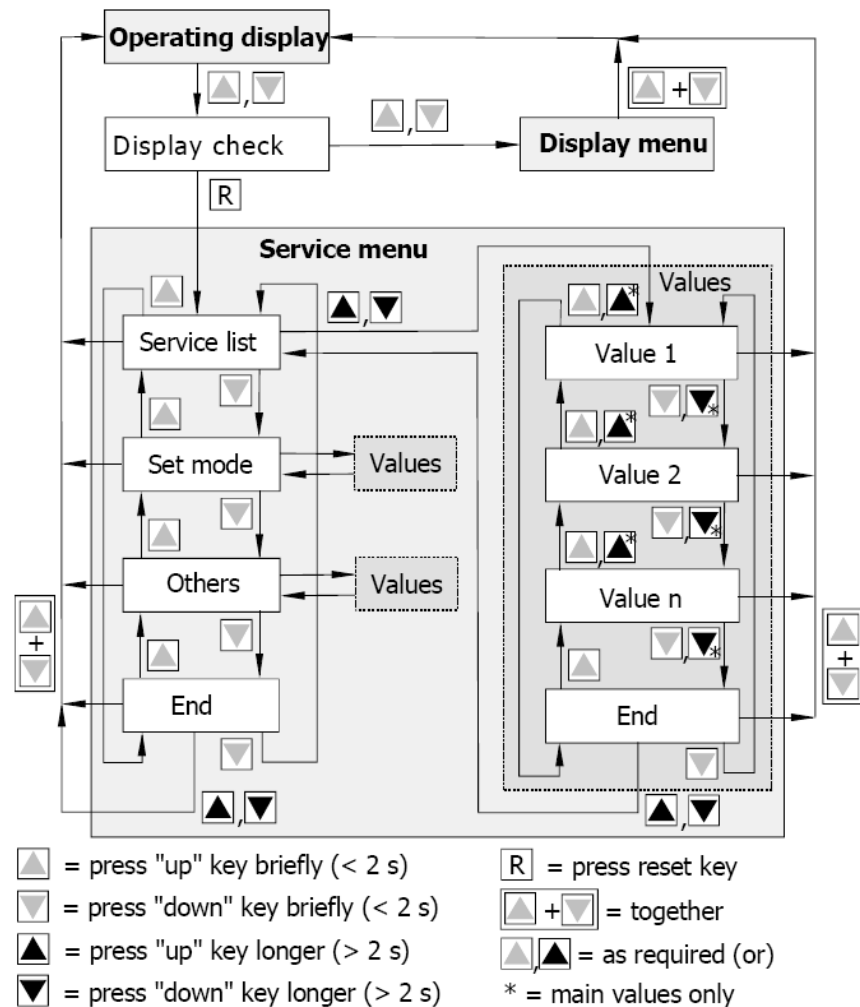 Operating display
,
,
+
Display check
Display menu
R
Service menu
Values
,
, *
Service list
Value 1
, *
, *
Set mode
Values
Value 2
, *
, *
Others
Values
Value n
+
, *
+
End
End
,
,
= press "up" key briefly (< 2 s)
R = press reset key
= press "down" key briefly (< 2 s)
+ = together
= press "up" key longer (> 2 s)
, = as required (or)
= press "down" key longer (> 2 s)
* = main values only